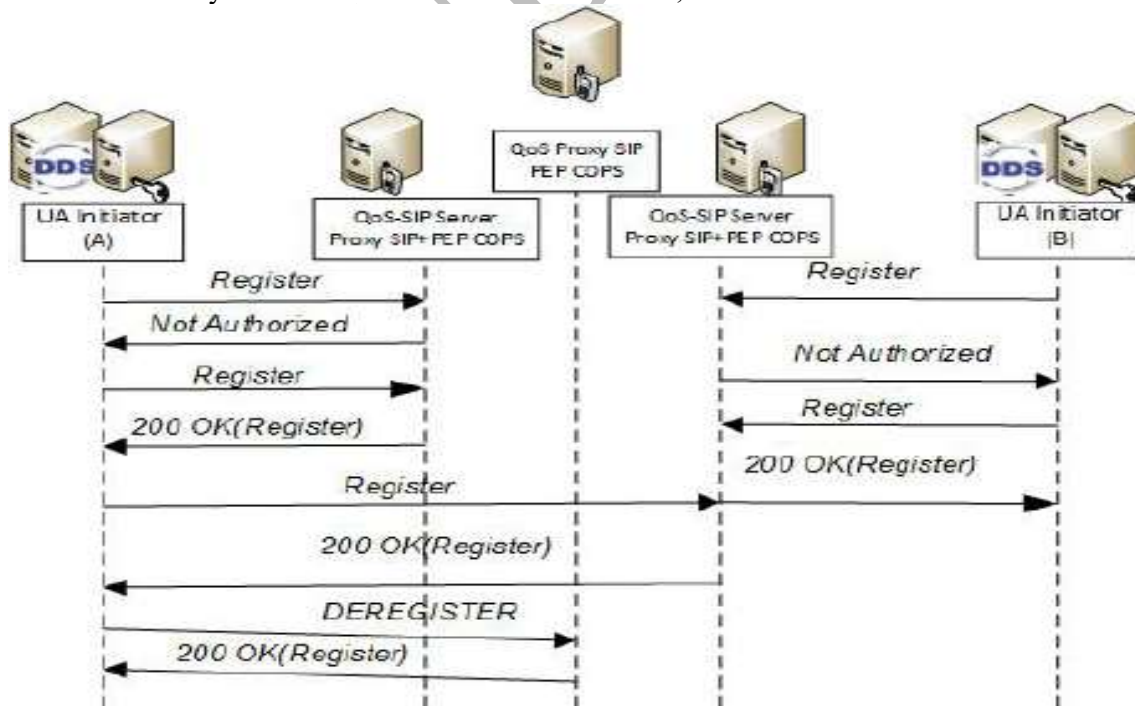 DDS
DDS
QoS Proxy SIP
PEP COPS
UA Initiator
(A)
QoS-SIP Server
Proxy SIP+PEP COPS
QoS-SIP Server
Proxy SIP+PEP COPS
UA Initiator
(B)
Register
Register
Not Authorized
Not Authorized
Register
Register
200 OK(Register)
200 OK(Register)
Register
200 OK(Register)
DEREGISTER
200 OK(Register)